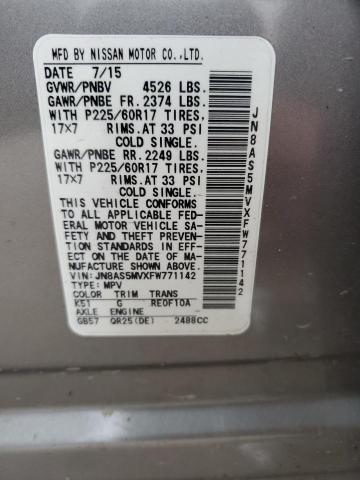 MFD BY NISSAN MOTOR CO.,LTD.
DATE 7/15
GVWR/PNBV 4526 LBS.
GAWR/PNBE FR. 2374 LBS.
WITH P225/60R17 TIRES,
17×7 RIMS.AT 33 PSI
COLD SINGLE.
GAWR/PNBE RR. 2249 LBS.
WITH P225/60R17 TIRES,
17×7 RIMS.AT 33 PSI
COLD SINGLE.
THIS VEHICLE CONFORMS
TO ALL APPLICABLE FED-
ERAL MOTOR VEHICLE SA-
FETY AND THEFT PREVEN-
TION STANDARDS IN EFF-
ECT ON THE DATE OF MA-
NUFACTURE SHOWN ABOVE.
VIN: JN8AS5MVXFW771142
TYPE: MPV
COLOR TRIM TRANS
K51 G RE0F10A
AXLE ENGINE
GB57 QR25(DE) 2488CC
JN8AS5MVXFW771142